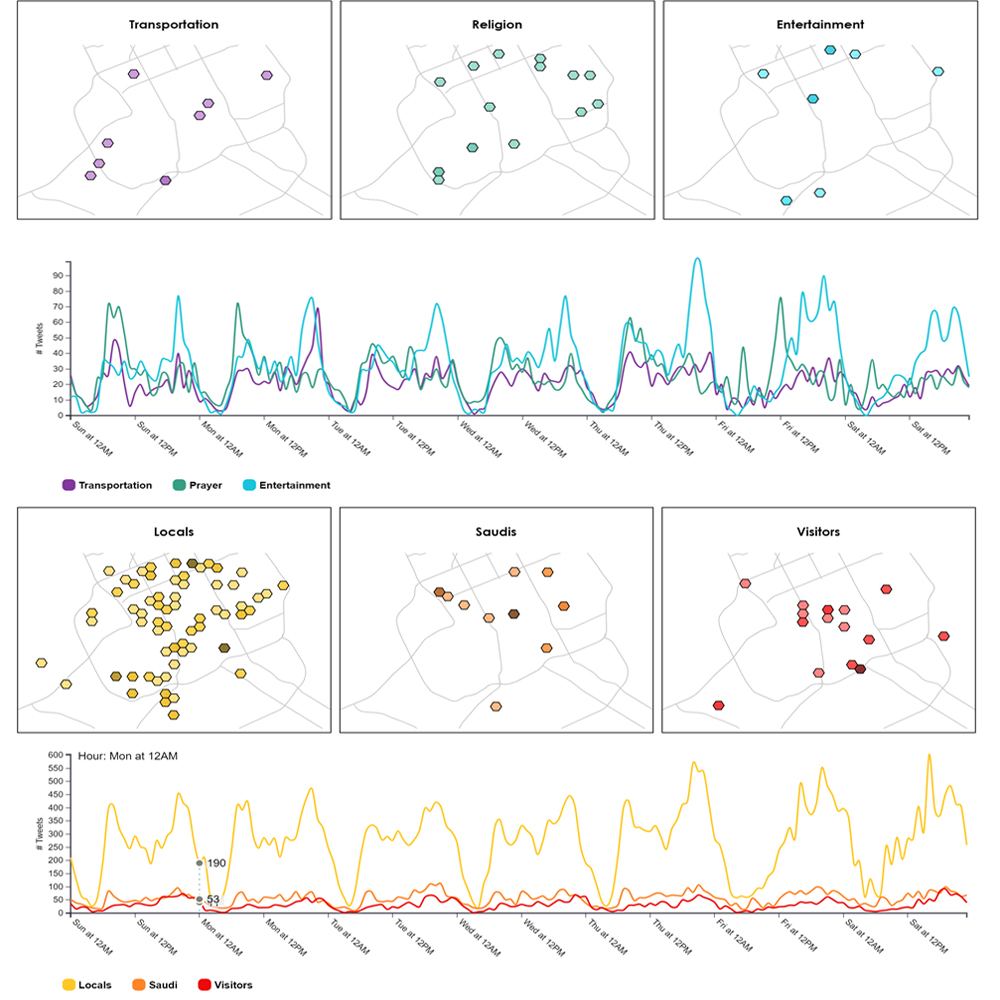 Transportation
Religion
Entertainment
# Tweets
90
80
70
60
50
40
30
20
10
0
Sun at 12AM
Sun at 12PM
Mon at 12AM
Mon at 12PM
Tue at 12AM
Tue at 12PM
Wed at 12AM
Wed at 12PM
Thu at 12AM
Thu at 12PM
Fri at 12AM
Fri at 12PM
Sat at 12AM
Sat at 12PM
Transportation Prayer Entertainment
Locals
Saudis
Visitors
Hour: Mon at 12AM
# Tweets
600
550
500
450
400
350
300
250
200
150
100
50
0
190
53
Sun at 12AM
Sun at 12PM
Mon at 12AM
Mon at 12PM
Tue at 12AM
Tue at 12PM
Wed at 12AM
Wed at 12PM
Thu at 12AM
Thu at 12PM
Fri at 12AM
Fri at 12PM
Sat at 12AM
Sat at 12PM
Locals Saudi Visitors